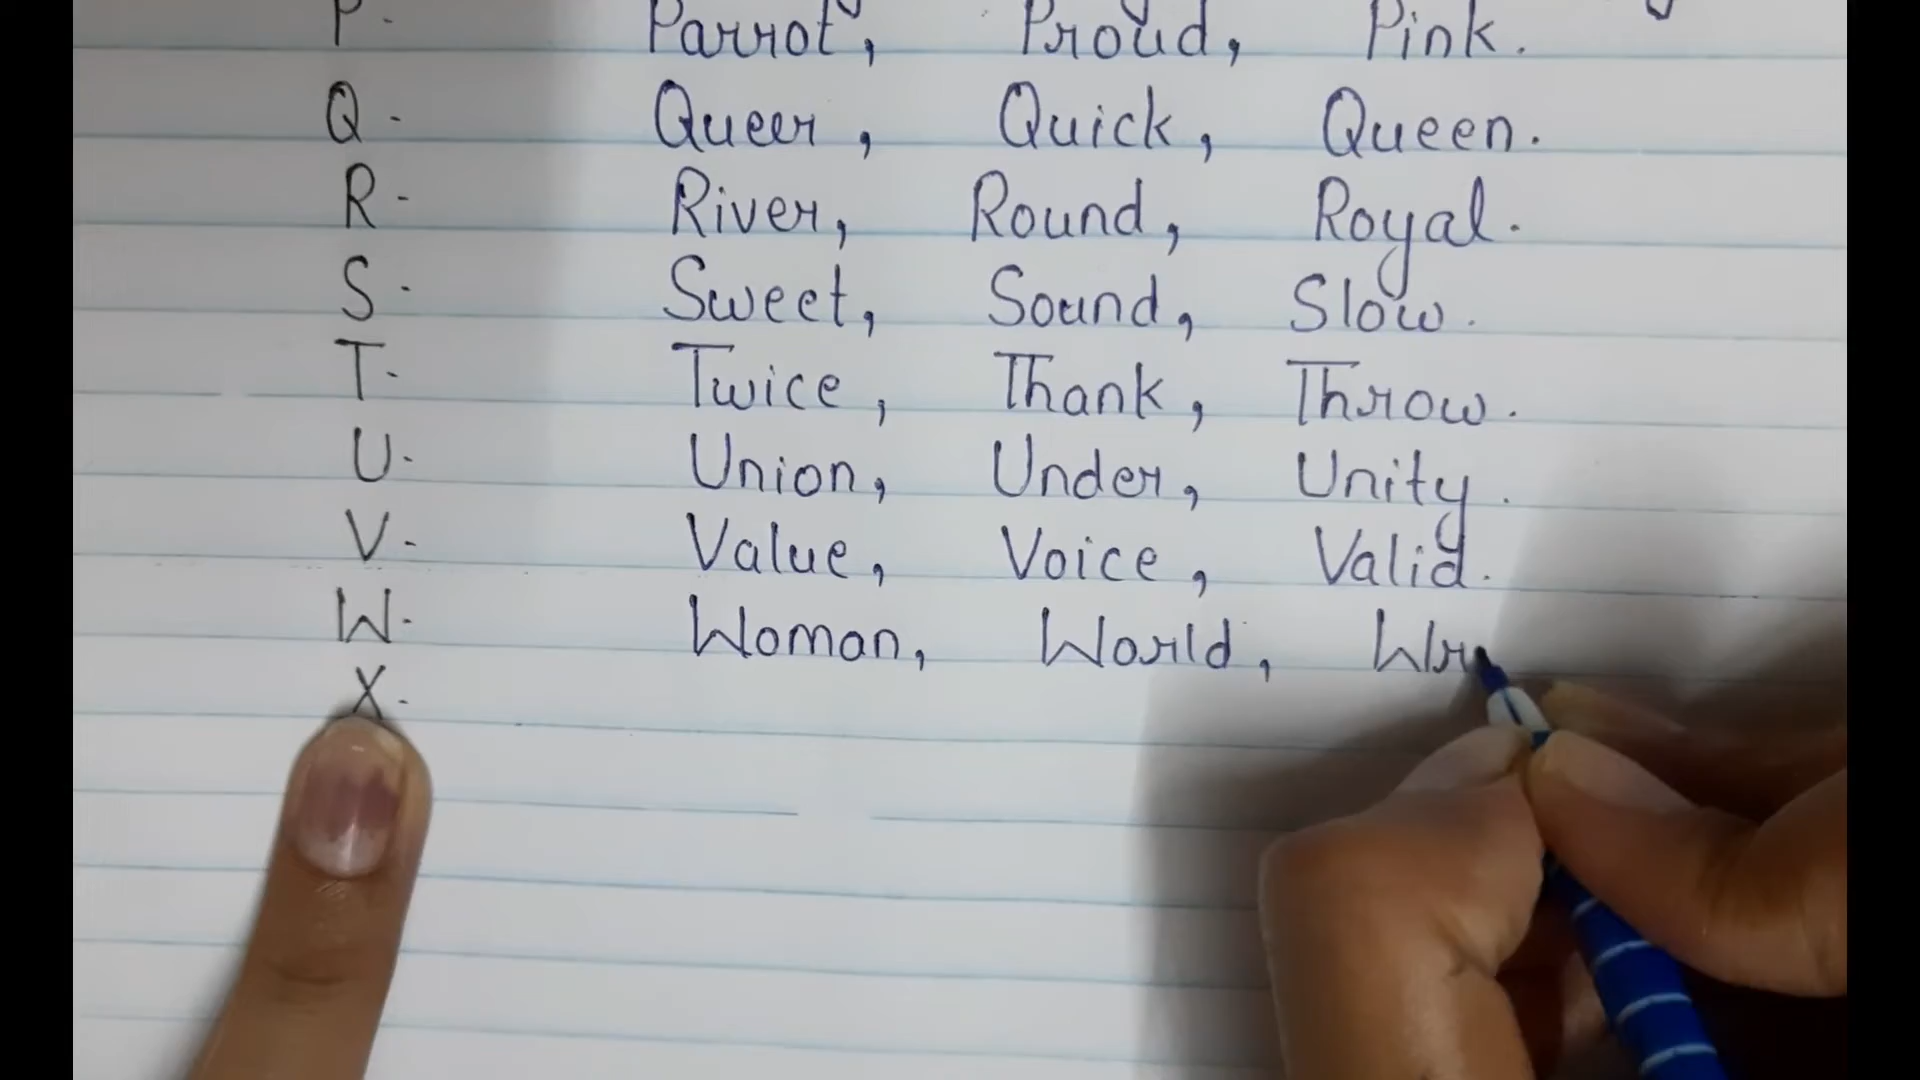 P- Parrot, Proud, Pink.
Q- Queer, Quick, Queen.
R- River, Round, Royal.
S- Sweet, Sound, Slow.
T- Twice, Thank, Throw.
U- Union, Under, Unity.
V- Value, Voice, Valid.
W- Woman, World, Wr
X-